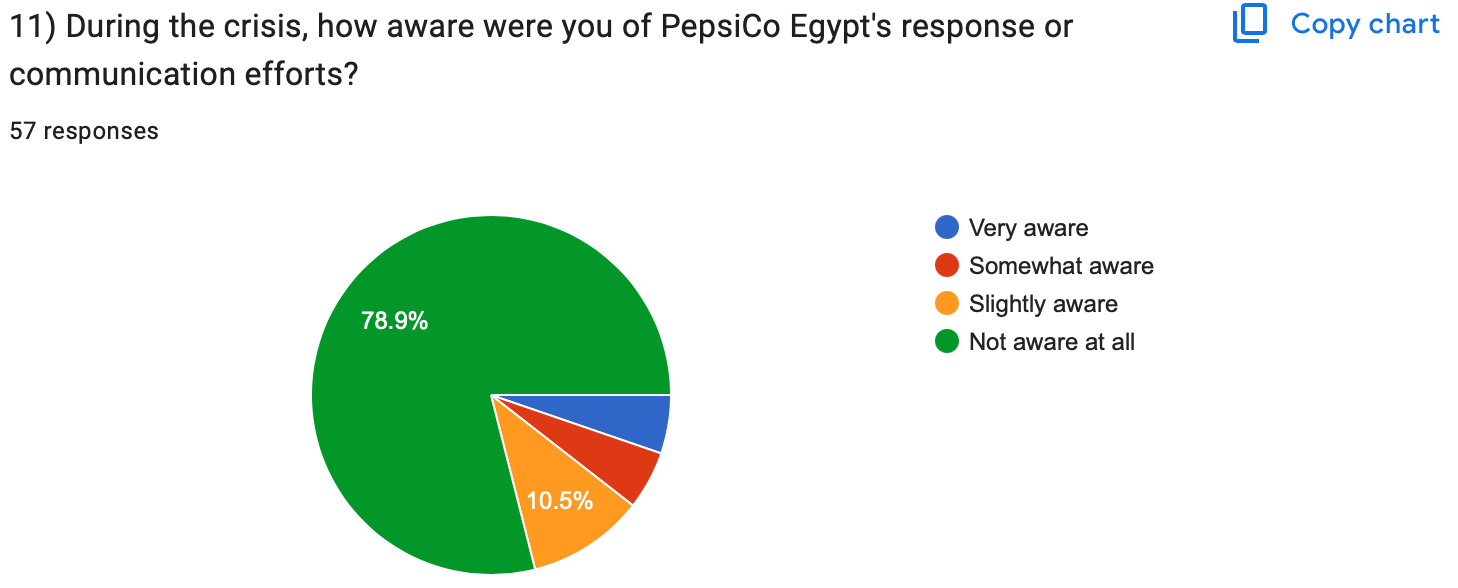 11) During the crisis, how aware were you of PepsiCo Egypt's response or
communication efforts?
Copy chart
57 responses
Very aware
Somewhat aware
Slightly aware
Not aware at all
78.9%
10.5%